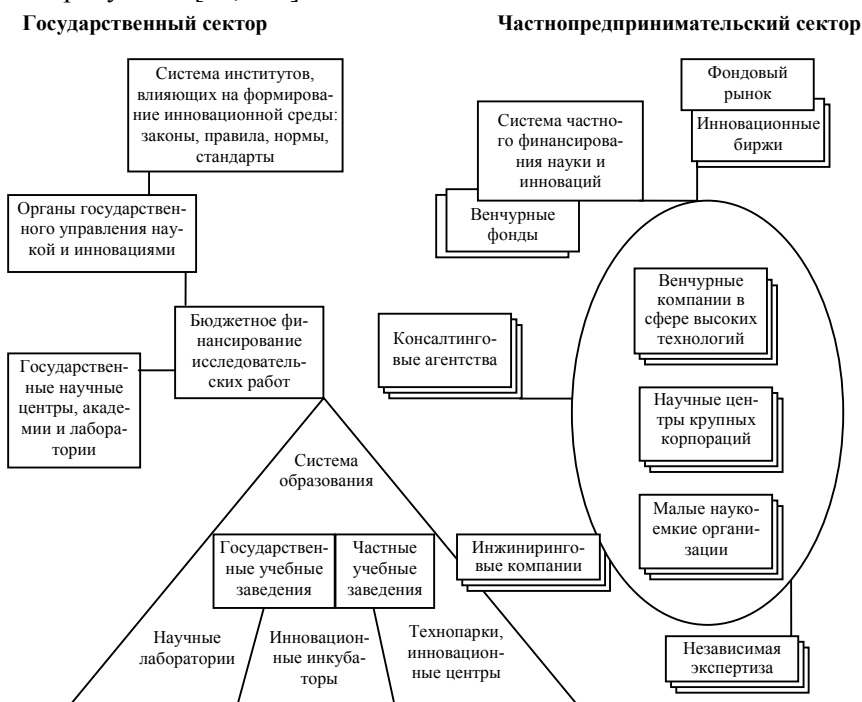 Государственный сектор
Частнопредпринимательский сектор
Система институтов,
влияющих на формирова-
ние инновационной среды:
законы, правила, нормы,
стандарты
Органы государствен-
ного управления нау-
кой и инновациями
Бюджетное фи-
нансирование
исследователь-
ских работ
Государствен-
ные научные
центры, акаде-
мии и лабора-
тории
Система
образования
Государствен-
ные учебные
заведения
Частные
учебные
заведения
Научные
лаборатории
Инновацион-
ные инкуба-
торы
Технопарки,
инновацион-
ные центры
Фондовый
рынок
Инновационные
биржи
Система частно-
го финансирова-
ния науки и
инноваций
Венчурные
фонды
Консалтинго-
вые агентства
Венчурные
компании в
сфере высоких
технологий
Научные цен-
тры крупных
корпораций
Малые науко-
емкие органи-
зации
Инжиниринго-
вые компании
Независимая
экспертиза